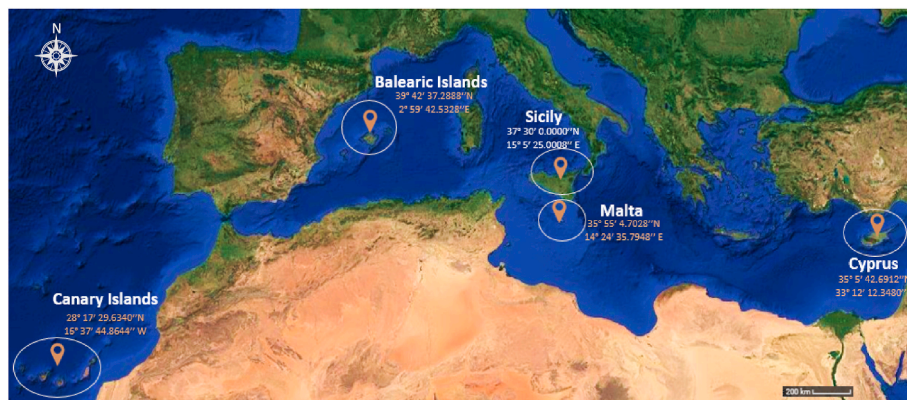 N
Balearic Islands
39° 42’ 37.2888’’N
2° 59’ 42.5328’’E
Sicily
37° 30’ 0.0000’’N
15° 5’ 25.0008’’ E
Malta
35° 55’ 4.7028’’N
14° 24’ 35.7948’’ E
Cyprus
35° 5’ 42.6912’’N
33° 12’ 12.3480’’
Canary Islands
28° 17’ 29.6340’’N
16° 37’ 44.8644’’ W
200 km